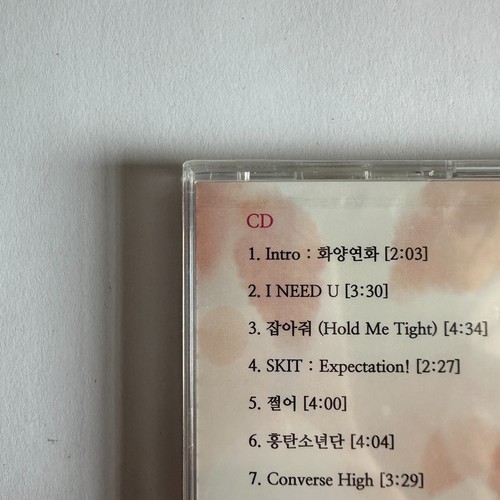 CD
1. Intro : 화양연화 [2:03]
2. I NEED U [3:30]
3. 잡아줘 (Hold Me Tight) [4:34]
4. SKIT : Expectation! [2:27]
5. 쩔어 [4:00]
6. 흥탄소년단 [4:04]
7. Converse High [3:29]